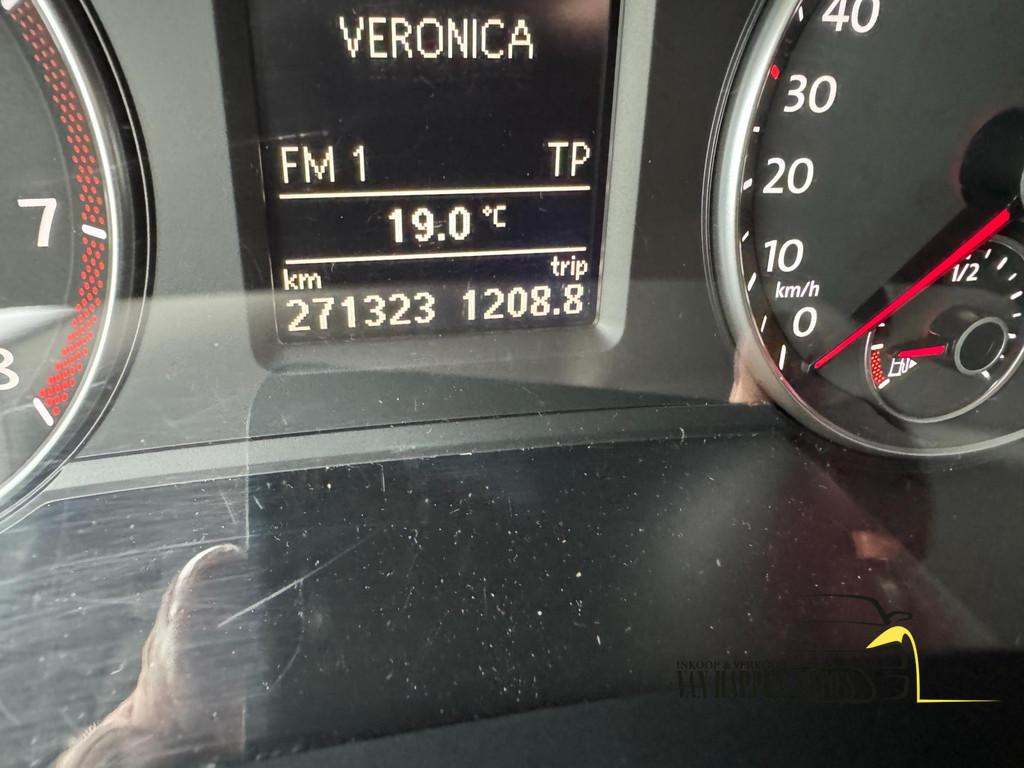 VERONICA
FM 1 TP
19.0 °C
km trip
271323 1208.8
7
8
40
30
20
10
km/h
0
1/2
INKOOP & VERKOOP